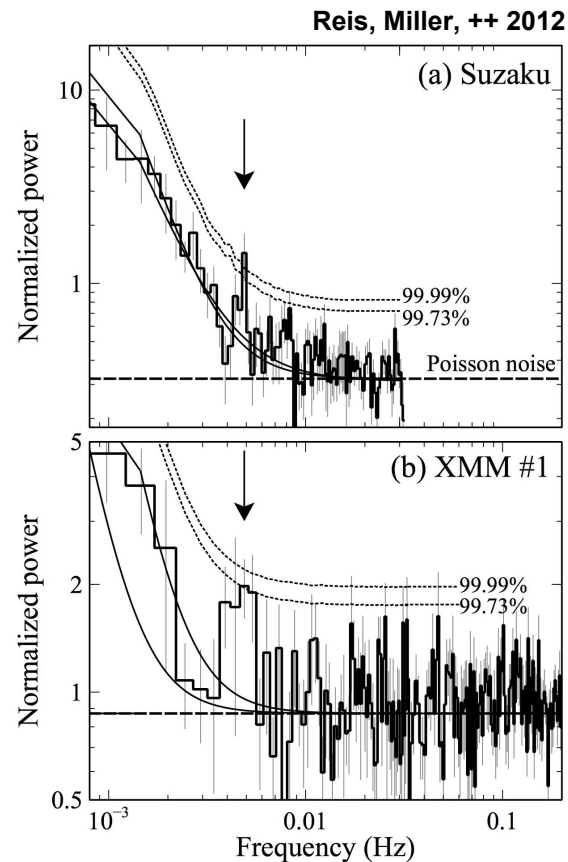 Reis, Miller, ++ 2012
(a) Suzaku
10
1
Normalized power
99.99%
99.73%
Poisson noise
(b) XMM #1
5
2
1
0.5
Normalized power
99.99%
99.73%
10⁻³
0.01
0.1
Frequency (Hz)